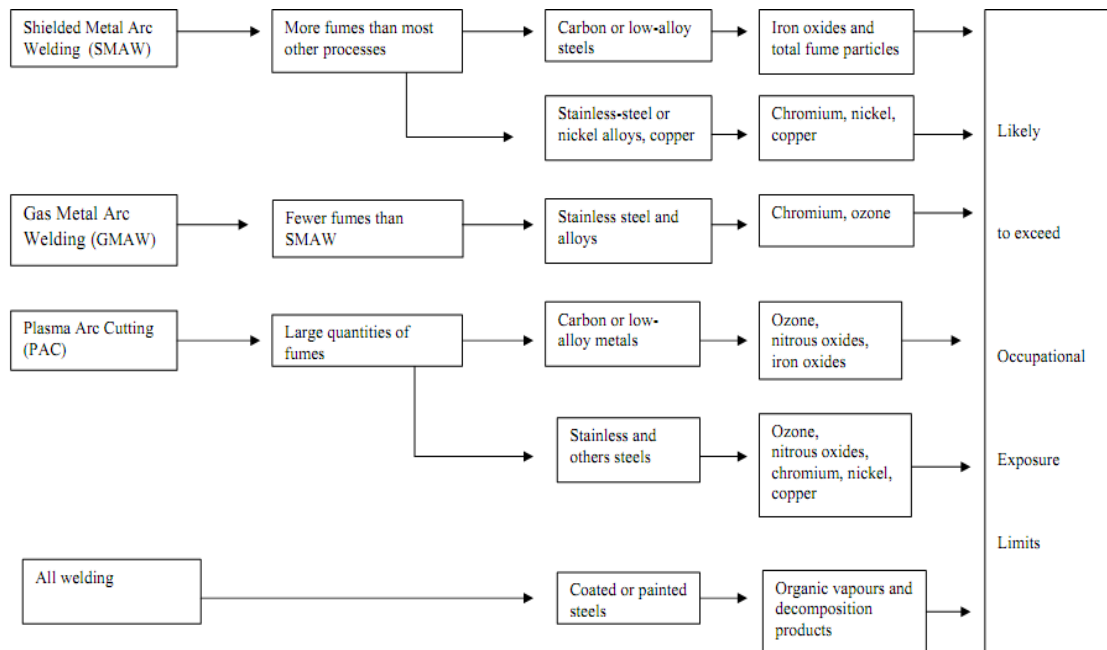 Shielded Metal Arc
Welding (SMAW)
More fumes than most
other processes
Carbon or low-alloy
steels
Iron oxides and
total fume particles
Stainless-steel or
nickel alloys, copper
Chromium, nickel,
copper
Likely
Gas Metal Arc
Welding (GMAW)
Fewer fumes than
SMAW
Stainless steel and
alloys
Chromium, ozone
to exceed
Plasma Arc Cutting
(PAC)
Large quantities of
fumes
Carbon or low-
alloy metals
Ozone,
nitrous oxides,
iron oxides
Occupational
Stainless and
others steels
Ozone,
nitrous oxides,
chromium, nickel,
copper
Exposure
Limits
All welding
Coated or painted
steels
Organic vapours and
decomposition
products